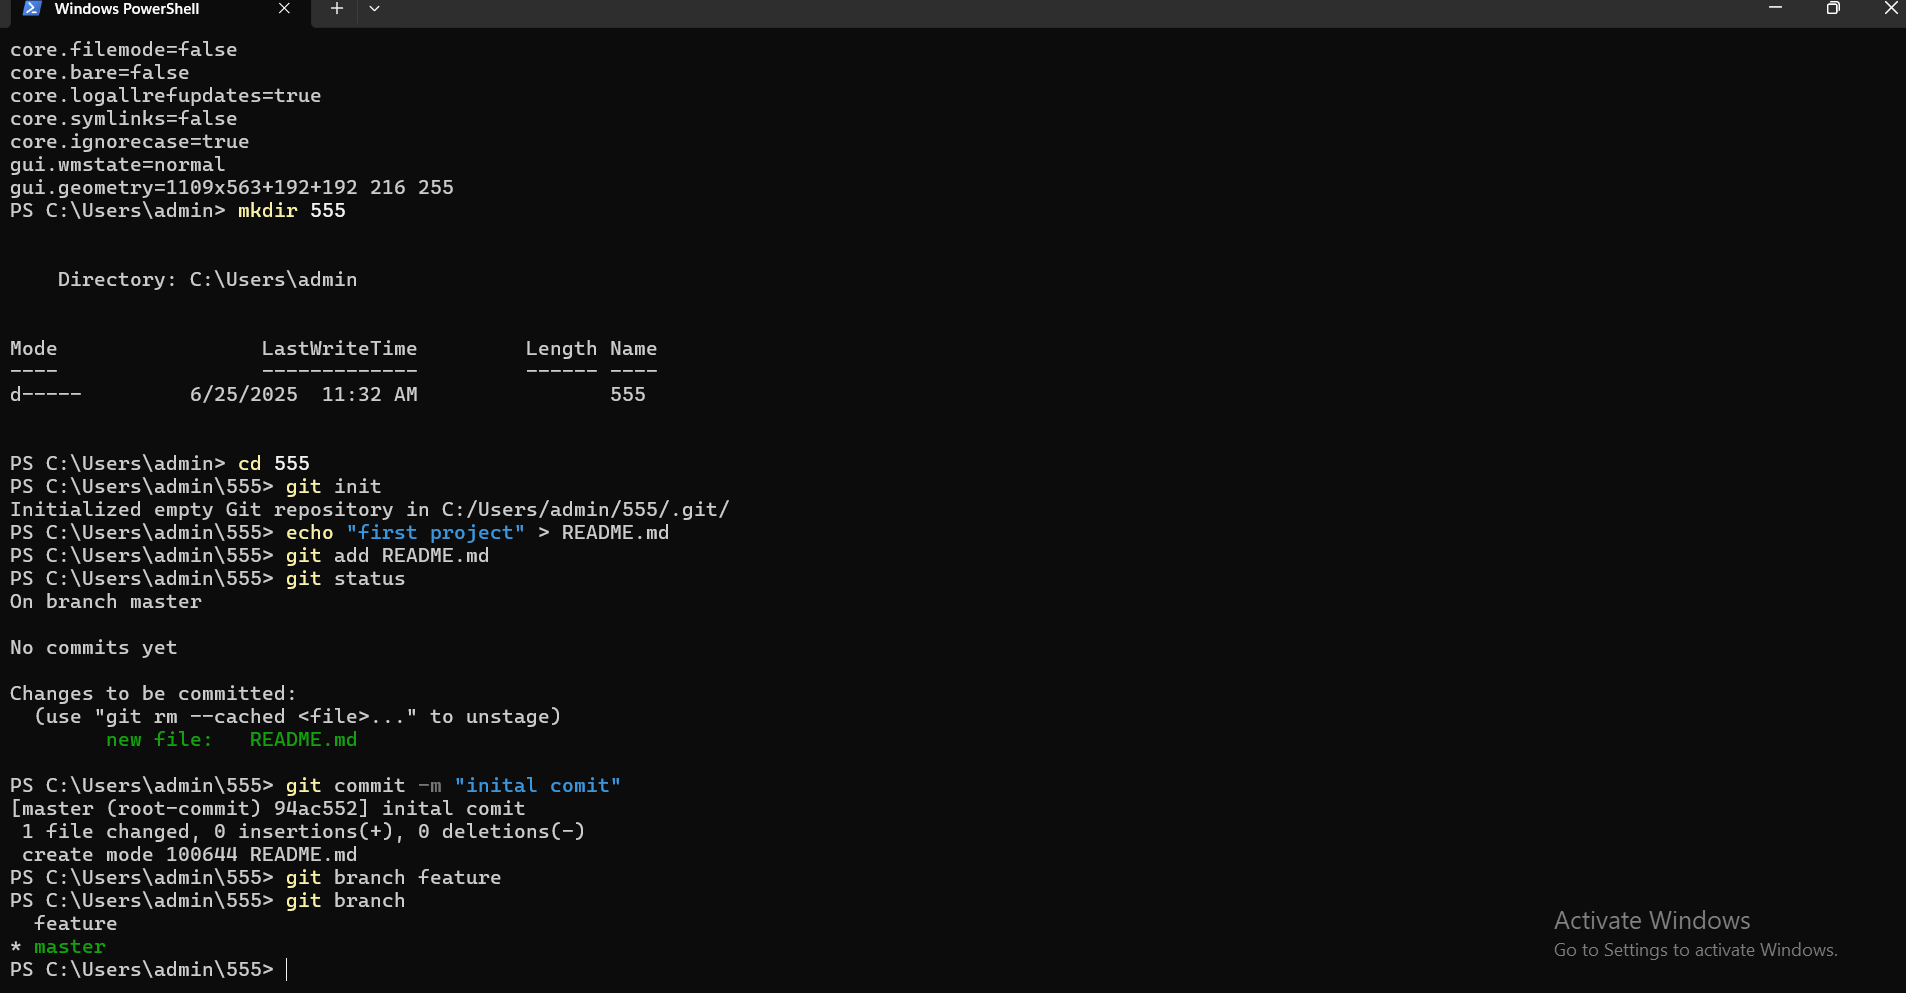 Windows PowerShell
core.filemode=false
core.bare=false
core.logallrefupdates=true
core.symlinks=false
core.ignorecase=true
gui.wmstate=normal
gui.geometry=1109x563+192+192 216 255
PS C:\Users\admin> mkdir 555
    Directory: C:\Users\admin
Mode                 LastWriteTime         Length Name
----                 -------------         ------ ----
d-----         6/25/2025  11:32 AM                555
PS C:\Users\admin> cd 555
PS C:\Users\admin\555> git init
Initialized empty Git repository in C:/Users/admin/555/.git/
PS C:\Users\admin\555> echo "first project" > README.md
PS C:\Users\admin\555> git add README.md
PS C:\Users\admin\555> git status
On branch master
No commits yet
Changes to be committed:
  (use "git rm --cached <file>..." to unstage)
        new file:   README.md
PS C:\Users\admin\555> git commit -m "inital comit"
[master (root-commit) 94ac552] inital comit
 1 file changed, 0 insertions(+), 0 deletions(-)
 create mode 100644 README.md
PS C:\Users\admin\555> git branch feature
PS C:\Users\admin\555> git branch
  feature
* master
PS C:\Users\admin\555>
Activate Windows
Go to Settings to activate Windows.